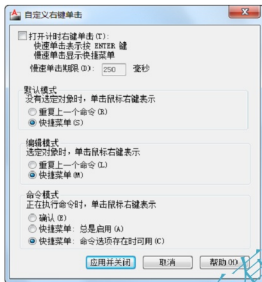 自定义右键单击
打开计时右键单击(T):
快速单击表示按 ENTER 键
慢速单击显示快捷菜单
慢速单击期限(D): 250 毫秒
默认模式
没有选定对象时，单击鼠标右键表示
重复上一个命令(R)
快捷菜单(S)
编辑模式
选定对象时，单击鼠标右键表示
重复上一个命令(L)
快捷菜单(M)
命令模式
正在执行命令时，单击鼠标右键表示
确认(E)
快捷菜单: 总是启用(A)
快捷菜单: 命令选项存在时可用(C)
应用并关闭 取消 帮助(H)